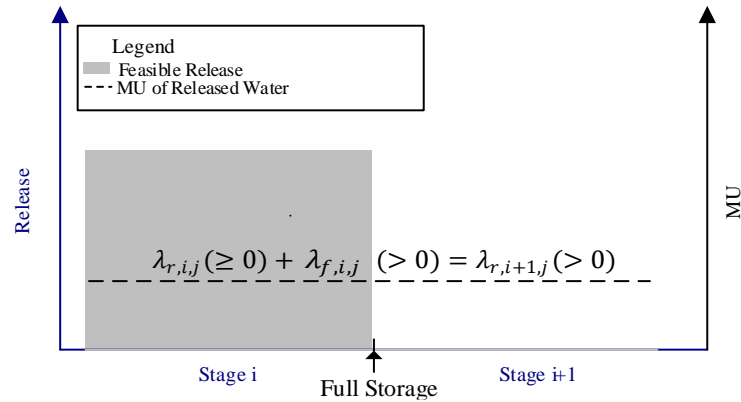 Legend
Feasible Release
MU of Released Water
Release
MU
λr,i,j(≥ 0) + λf,i,j (> 0) = λr,i+1,j(> 0)
Stage i
Stage i+1
Full Storage